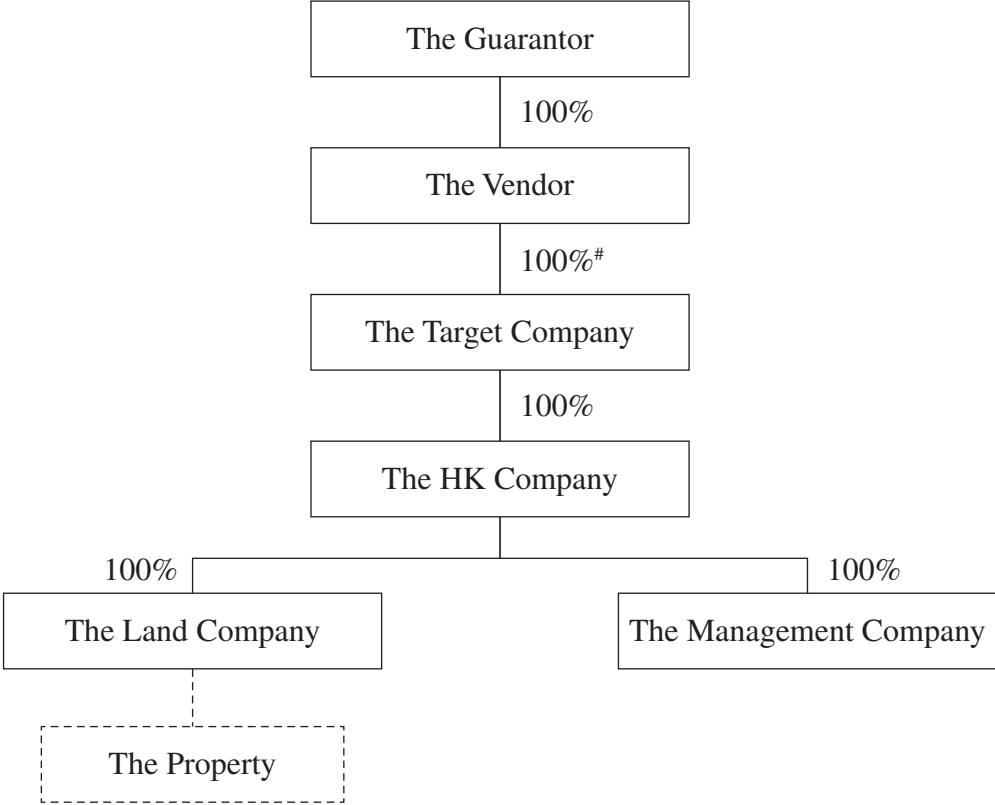 The Guarantor
100%
The Vendor
100%#
The Target Company
100%
The HK Company
100%
100%
The Land Company
The Management Company
The Property